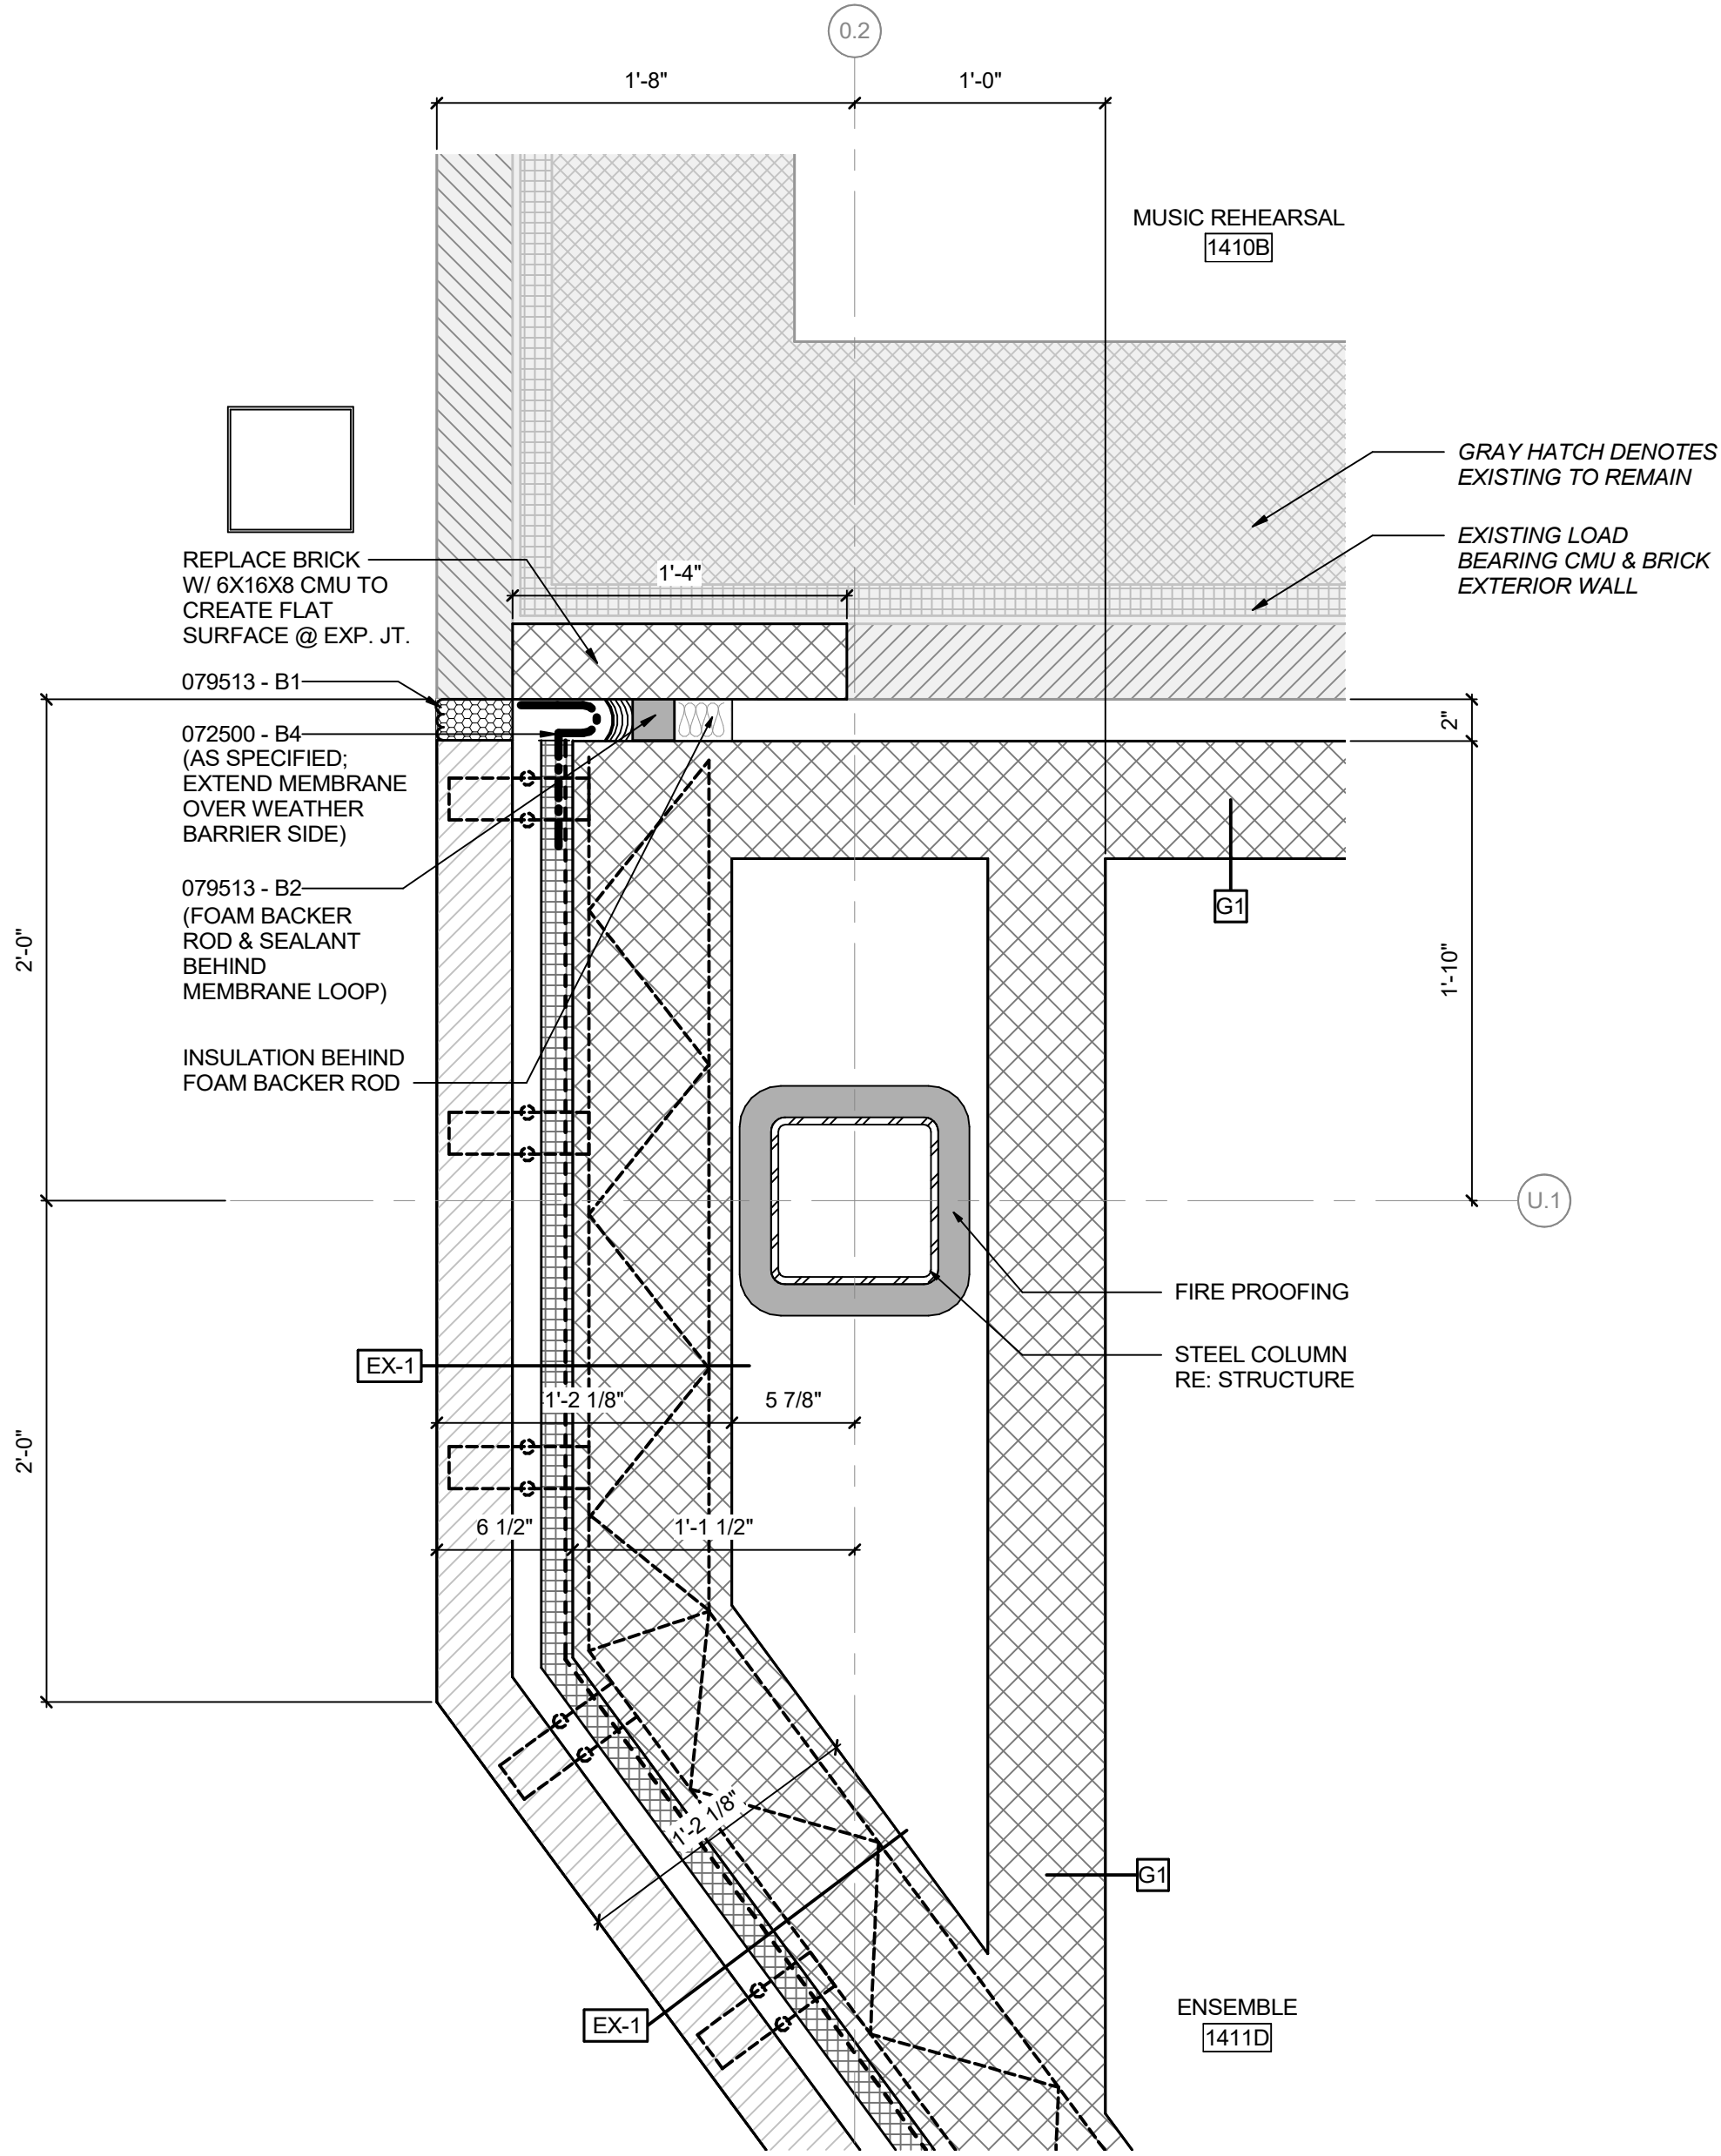 0.2
1'-8"
1'-0"
MUSIC REHEARSAL
1410B
GRAY HATCH DENOTES
EXISTING TO REMAIN
EXISTING LOAD
BEARING CMU & BRICK
EXTERIOR WALL
REPLACE BRICK
W/ 6X16X8 CMU TO
CREATE FLAT
SURFACE @ EXP. JT.
1'-4"
079513 - B1
072500 - B4
(AS SPECIFIED;
EXTEND MEMBRANE
OVER WEATHER
BARRIER SIDE)
2"
079513 - B2
(FOAM BACKER
ROD & SEALANT
BEHIND
MEMBRANE LOOP)
G1
2'-0"
1'-10"
INSULATION BEHIND
FOAM BACKER ROD
U.1
FIRE PROOFING
STEEL COLUMN
RE: STRUCTURE
EX-1
1'-2 1/8"
5 7/8"
2'-0"
6 1/2"
1'-1 1/2"
1'-2 1/8"
G1
EX-1
ENSEMBLE
1411D